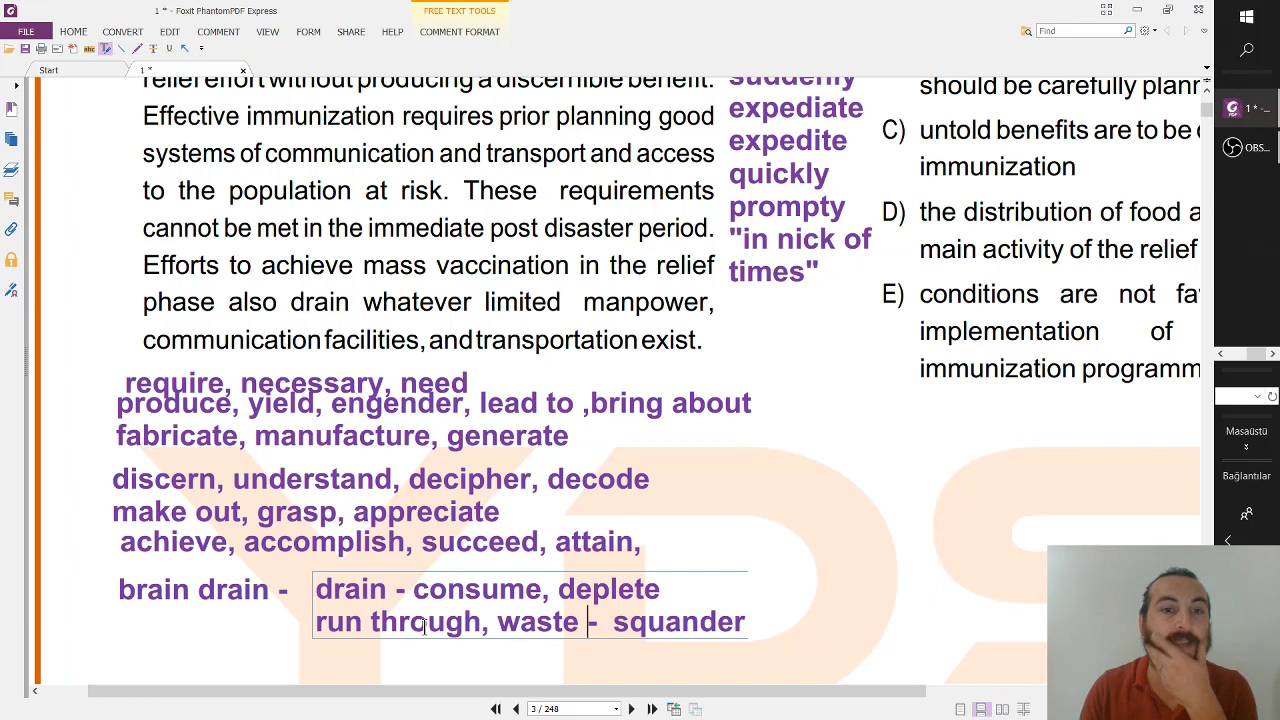 1 * - Foxit PhantomPDF Express
FREE TEXT TOOLS
FILE HOME CONVERT EDIT COMMENT VIEW FORM SHARE HELP COMMENT FORMAT
Find
Start
1 *
relief effort without producing a discernible benefit.
Effective immunization requires prior planning good
systems of communication and transport and access
to the population at risk. These requirements
cannot be met in the immediate post disaster period.
Efforts to achieve mass vaccination in the relief
phase also drain whatever limited manpower,
communication facilities, and transportation exist.
suddenly
expediate
expedite
quickly
prompty
"in nick of
times"
should be carefully plann
C) untold benefits are to be
immunization
D) the distribution of food a
main activity of the relief
E) conditions are not fa
implementation of
immunization programm
require, necessary, need
produce, yield, engender, lead to ,bring about
fabricate, manufacture, generate
discern, understand, decipher, decode
make out, grasp, appreciate
achieve, accomplish, succeed, attain,
brain drain - drain - consume, deplete
run through, waste - squander
YDS
3 / 248
1 * -...
OBS...
Masaüstü
Bağlantılar